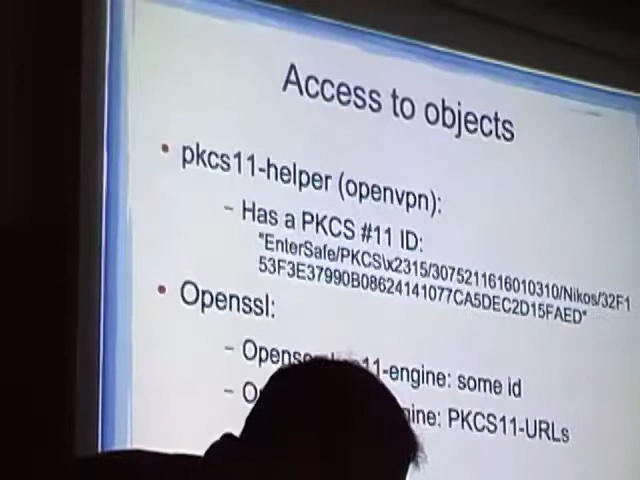 Access to objects
• pkcs11-helper (openvpn):
– Has a PKCS #11 ID:
"EnterSafe/PKCS\x2315/3075211616010310/Nikos/32F1
53F3E37990B08624141077CA5DEC2D15FAED"
• Openssl:
– 11-engine: some id
– PKCS11-URLs